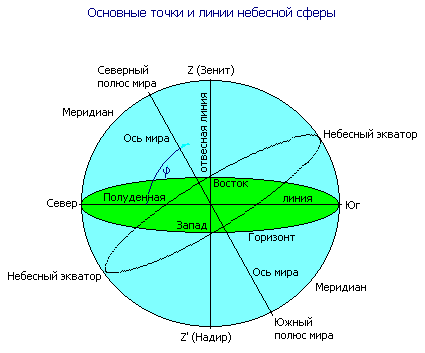 Основные точки и линии небесной сферы
Северный
полюс мира
Z (Зенит)
Меридиан
Ось мира
отвесная линия
Небесный экватор
φ
Восток
Север
Полуденная
линия
Юг
Запад
Горизонт
Небесный экватор
Ось мира
Меридиан
Z' (Надир)
Южный
полюс мира